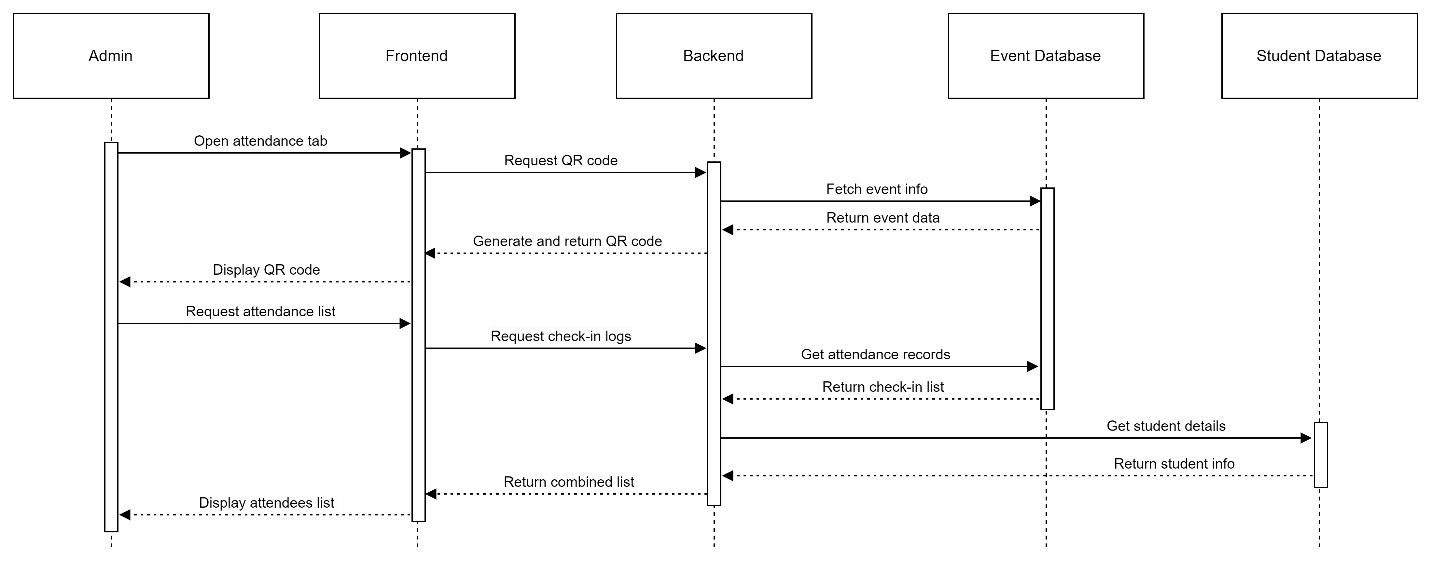 Admin
Frontend
Backend
Event Database
Student Database
Open attendance tab
Request QR code
Fetch event info
Return event data
Generate and return QR code
Display QR code
Request attendance list
Request check-in logs
Get attendance records
Return check-in list
Get student details
Return student info
Return combined list
Display attendees list